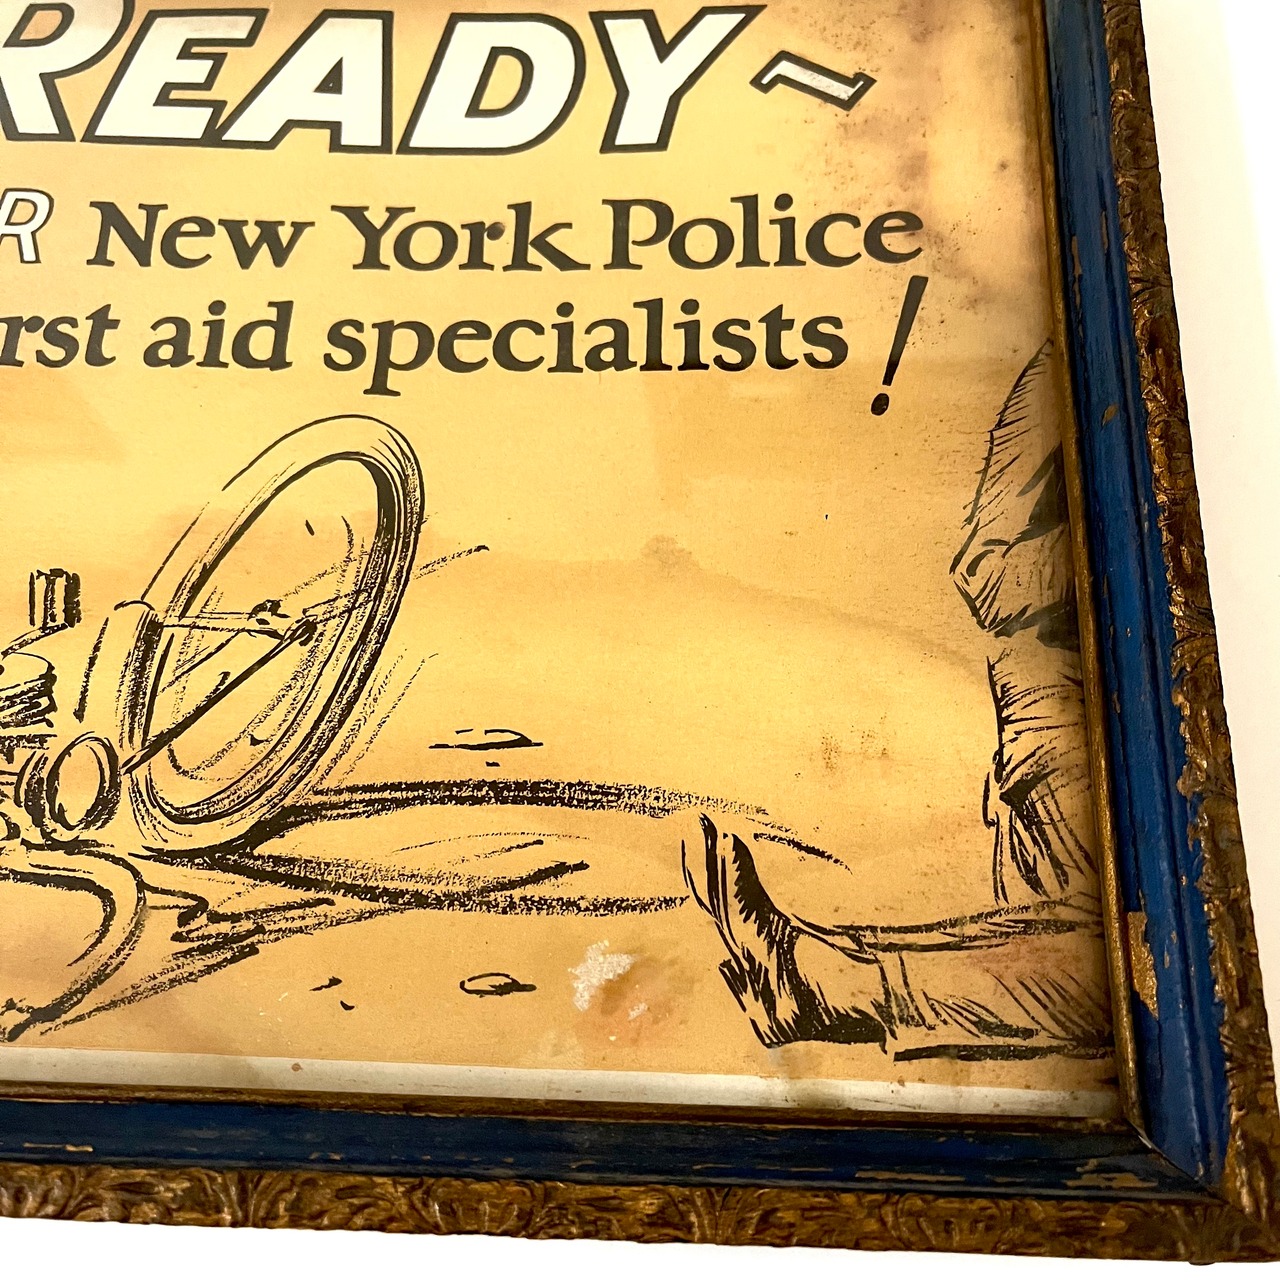 READY~
R New York Police
rst aid specialists!